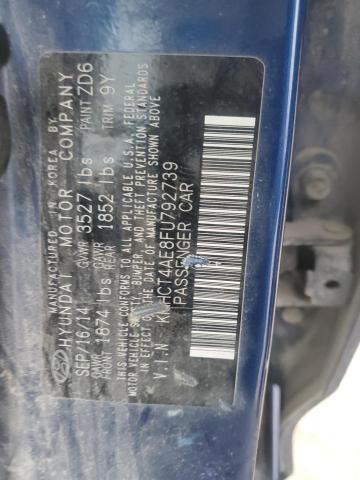 MANUFACTURED IN KOREA BY
HYUNDAI MOTOR COMPANY
SEP/16/14 GVWR 3527 lbs PAINT ZD6
GAWR FRONT 1874 lbs GAWR REAR 1852 lbs TRIM 9Y
THIS VEHICLE CONFORMS TO ALL APPLICABLE U.S.A FEDERAL
MOTOR VEHICLE SAFETY, BUMPER, AND THEFT PREVENTION STANDARDS
IN EFFECT ON THE DATE OF MANUFACTURE SHOWN ABOVE
V.I.N KMHCT4AE8EU792739
PASSENGER CAR